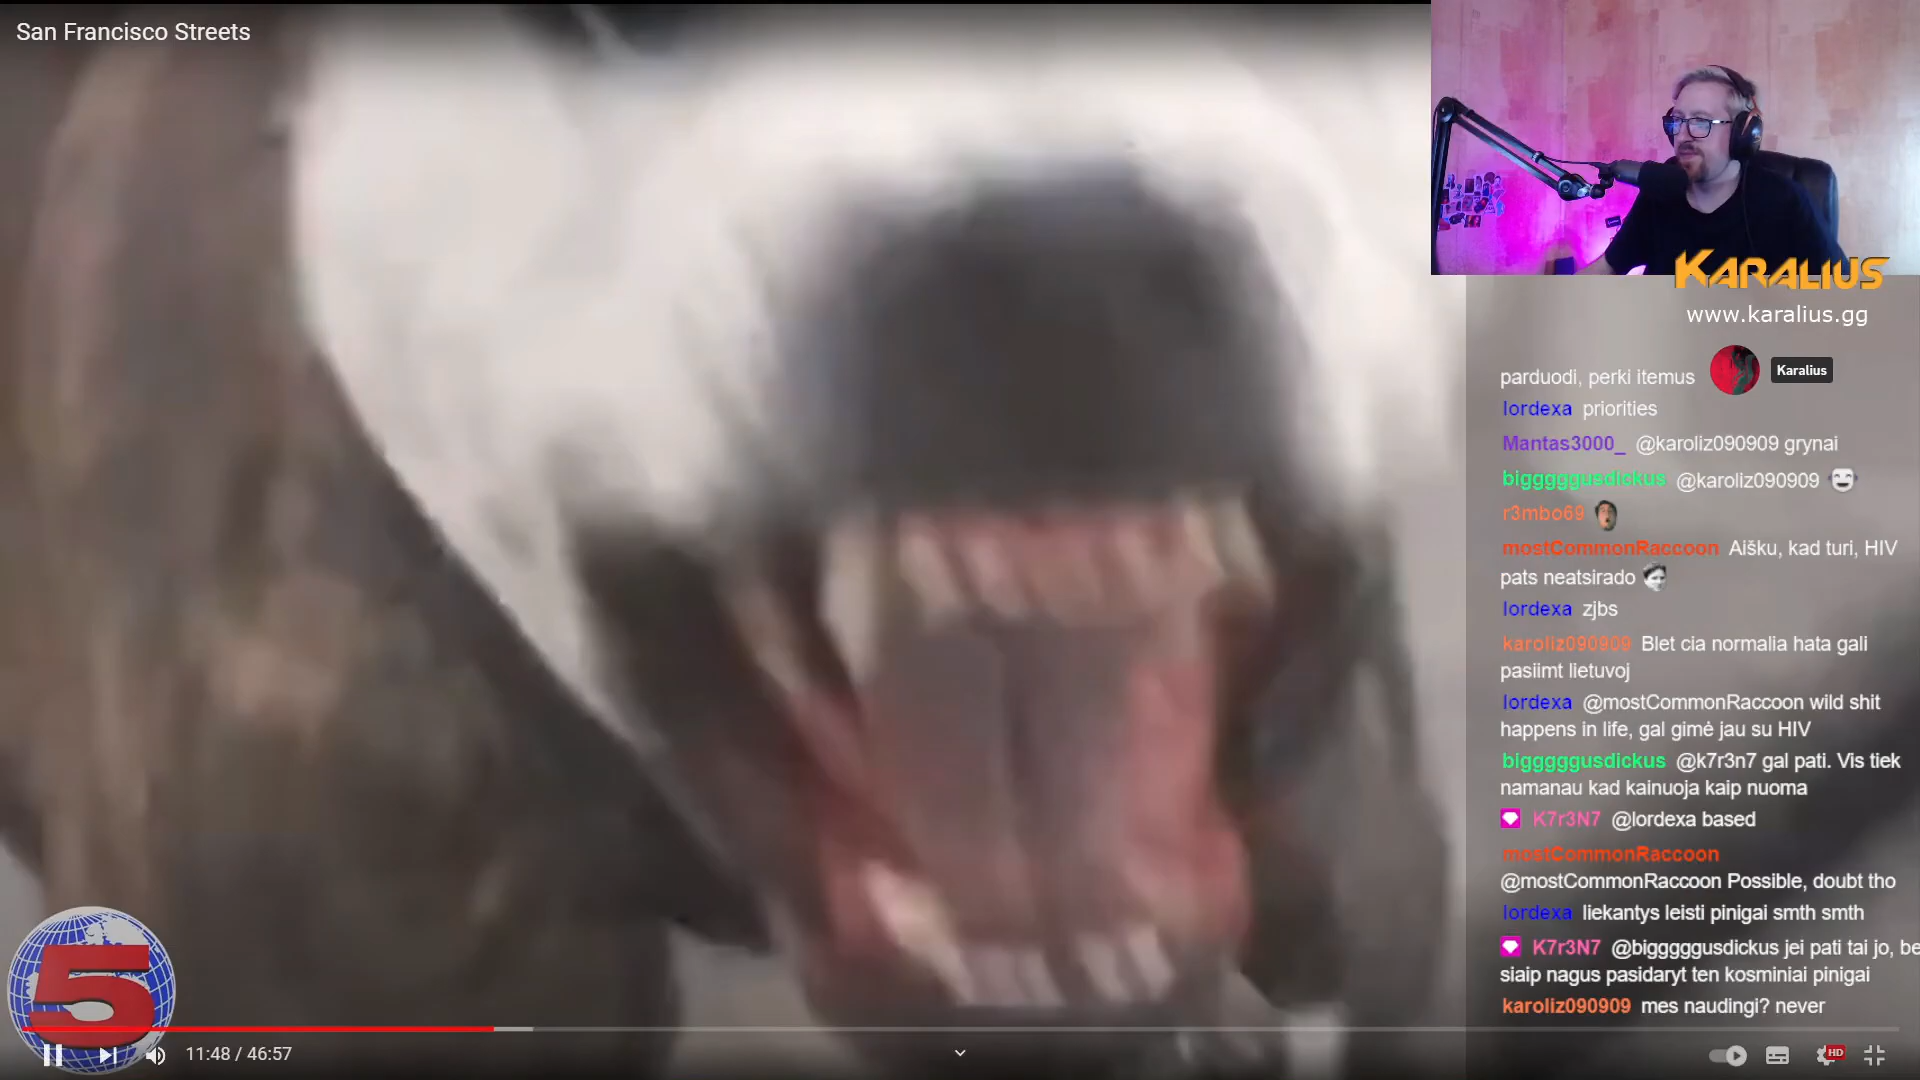 San Francisco Streets
KARALIUS
www.karalius.gg
Karalius
parduodi, perki itemus
lordexa priorities
Mantas3000_ @karoliz090909 grynai
bigggggusdickus @karoliz090909
r3mbo69
mostCommonRaccoon Aišku, kad turi, HIV
pats neatsirado
lordexa zjbs
karoliz090909 Blet cia normalia hata gali
pasiimt lietuvoj
lordexa @mostCommonRaccoon wild shit
happens in life, gal gimė jau su HIV
bigggggusdickus @k7r3n7 gal pati. Vis tiek
namanau kad kainuoja kaip nuoma
K7r3N7 @lordexa based
mostCommonRaccoon
@mostCommonRaccoon Possible, doubt tho
lordexa liekantys leisti pinigai smth smth
K7r3N7 @bigggggusdickus jei pati tai jo, be
siaip nagus pasidaryt ten kosminiai pinigai
karoliz090909 mes naudingi? never
5
11:48 / 46:57
HD